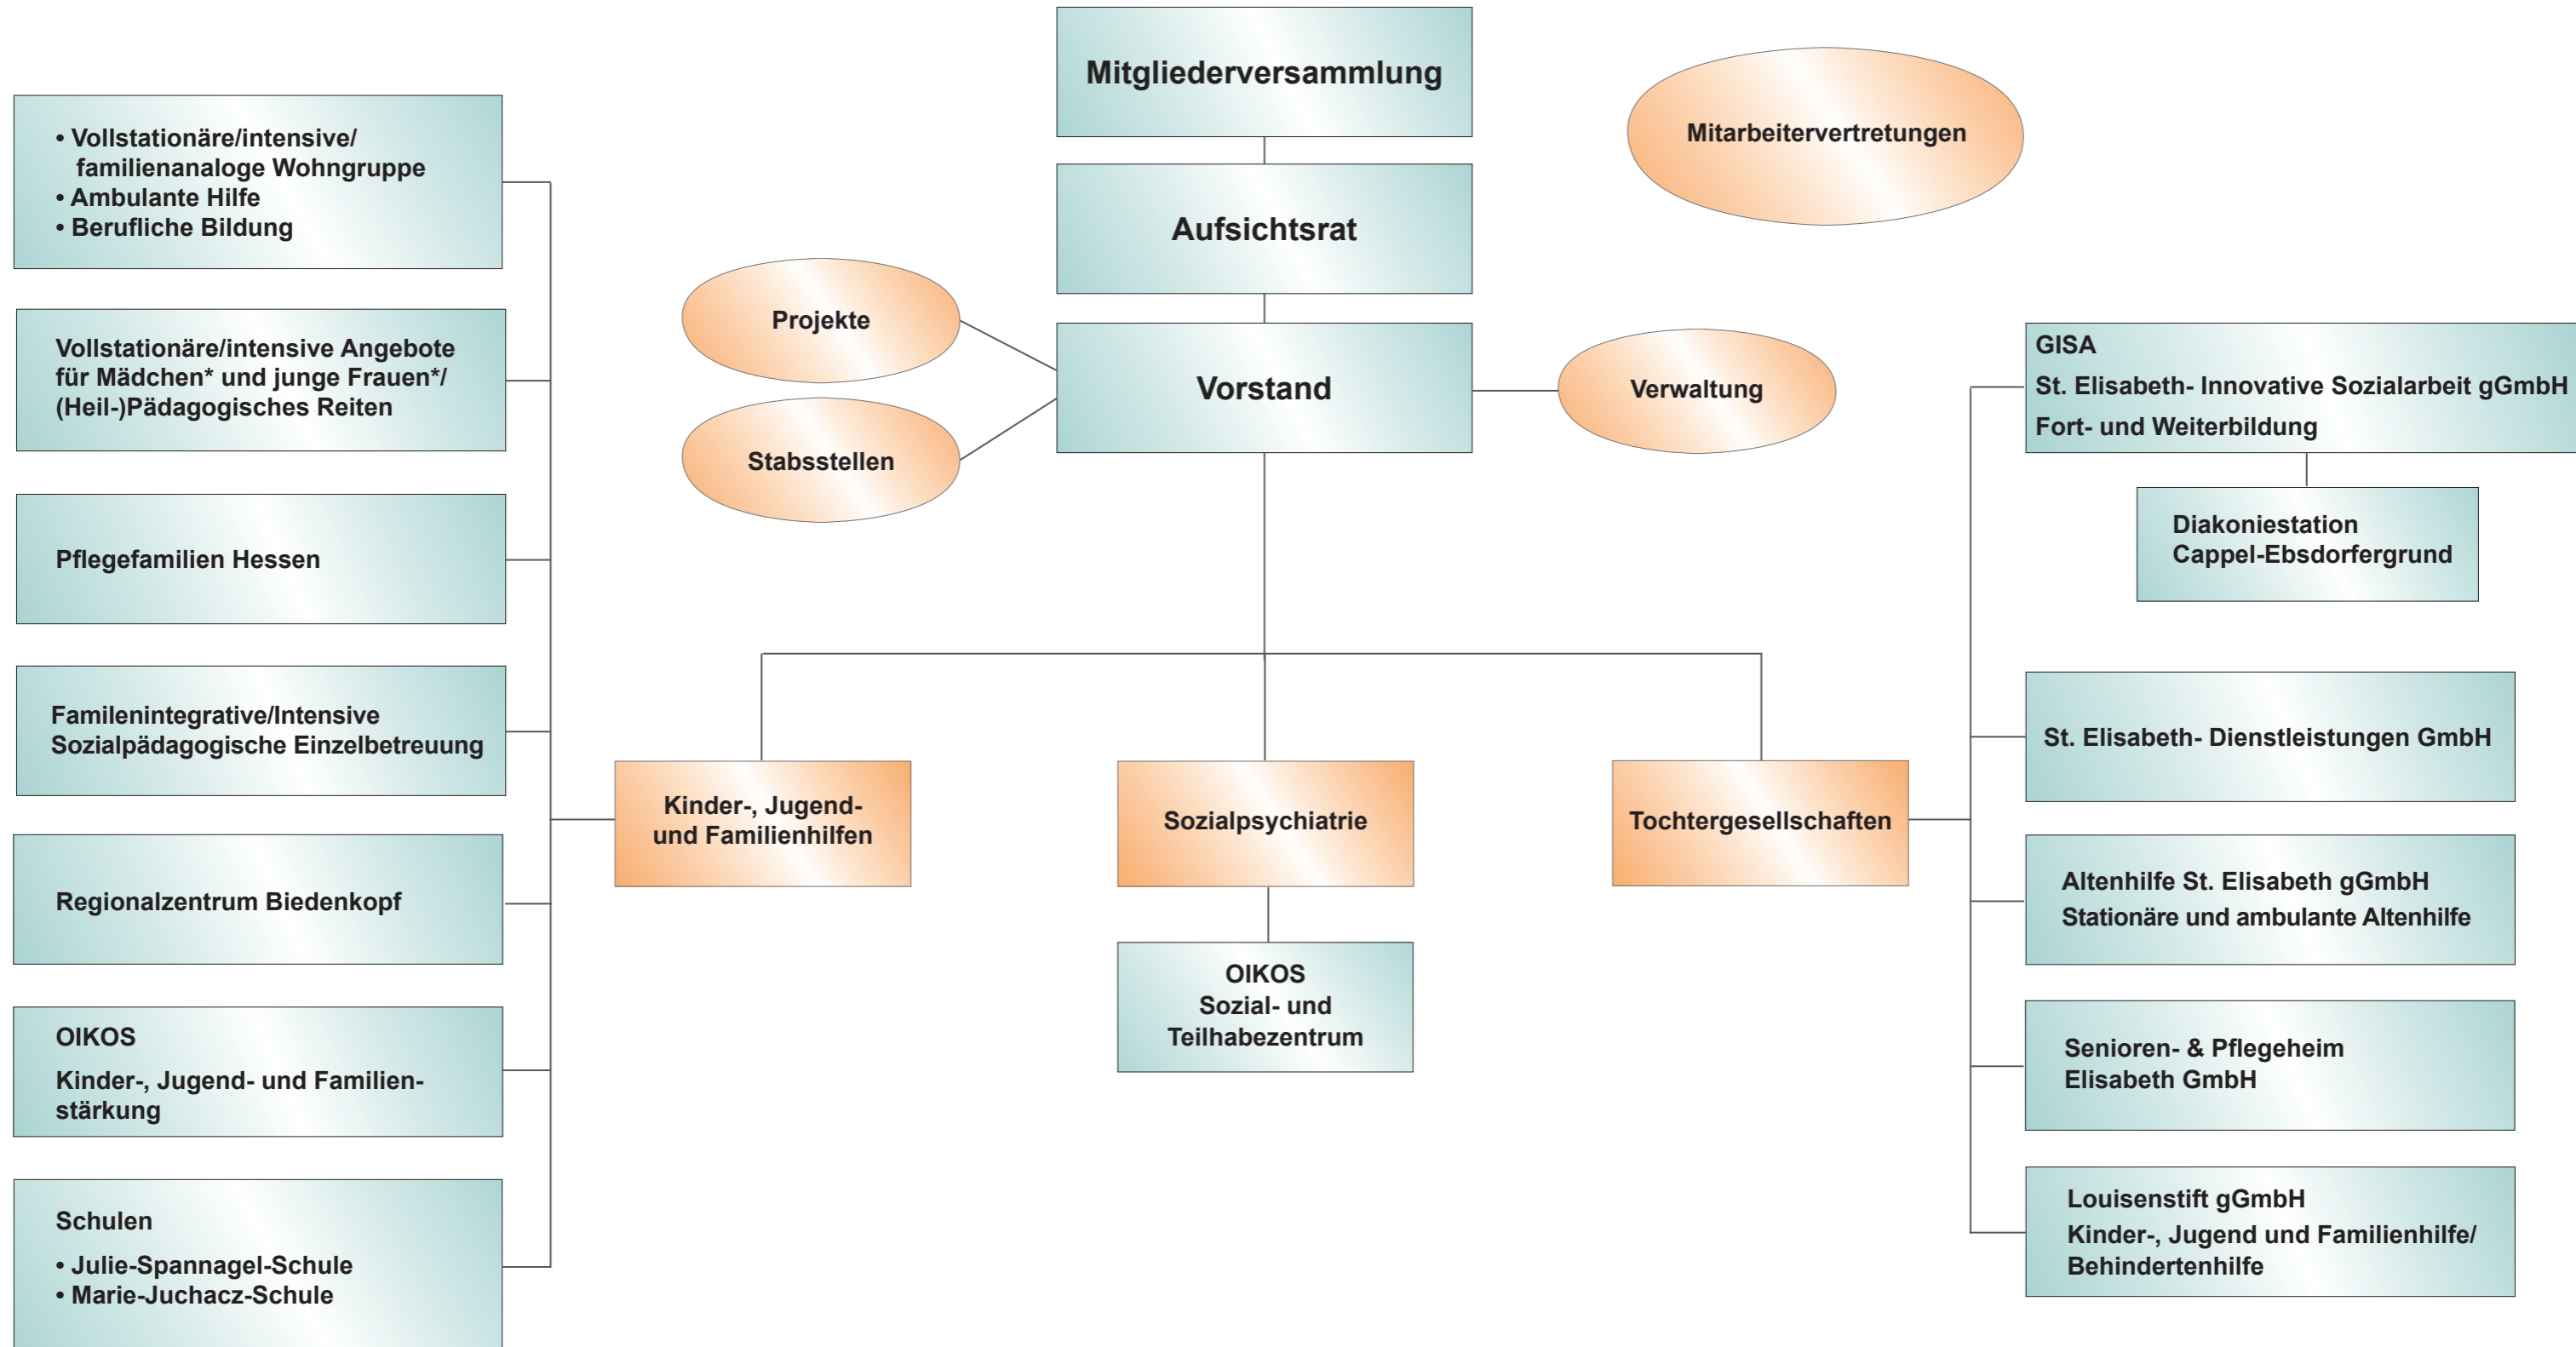 Mitgliederversammlung
Aufsichtsrat
Vorstand
Mitarbeitervertretungen
Projekte
Stabsstellen
Verwaltung
• Vollstationäre/intensive/
familienanaloge Wohngruppe
• Ambulante Hilfe
• Berufliche Bildung
Vollstationäre/intensive Angebote
für Mädchen* und junge Frauen*/
(Heil-)Pädagogisches Reiten
Pflegefamilien Hessen
Familenintegrative/Intensive
Sozialpädagogische Einzelbetreuung
Regionalzentrum Biedenkopf
OIKOS
Kinder-, Jugend- und Familien-
stärkung
Schulen
• Julie-Spannagel-Schule
• Marie-Juchacz-Schule
Kinder-, Jugend-
und Familienhilfen
Sozialpsychiatrie
OIKOS
Sozial- und
Teilhabezentrum
Tochtergesellschaften
GISA
St. Elisabeth- Innovative Sozialarbeit gGmbH
Fort- und Weiterbildung
Diakoniestation
Cappel-Ebsdorfergrund
St. Elisabeth- Dienstleistungen GmbH
Altenhilfe St. Elisabeth gGmbH
Stationäre und ambulante Altenhilfe
Senioren- & Pflegeheim
Elisabeth GmbH
Louisenstift gGmbH
Kinder-, Jugend und Familienhilfe/
Behindertenhilfe